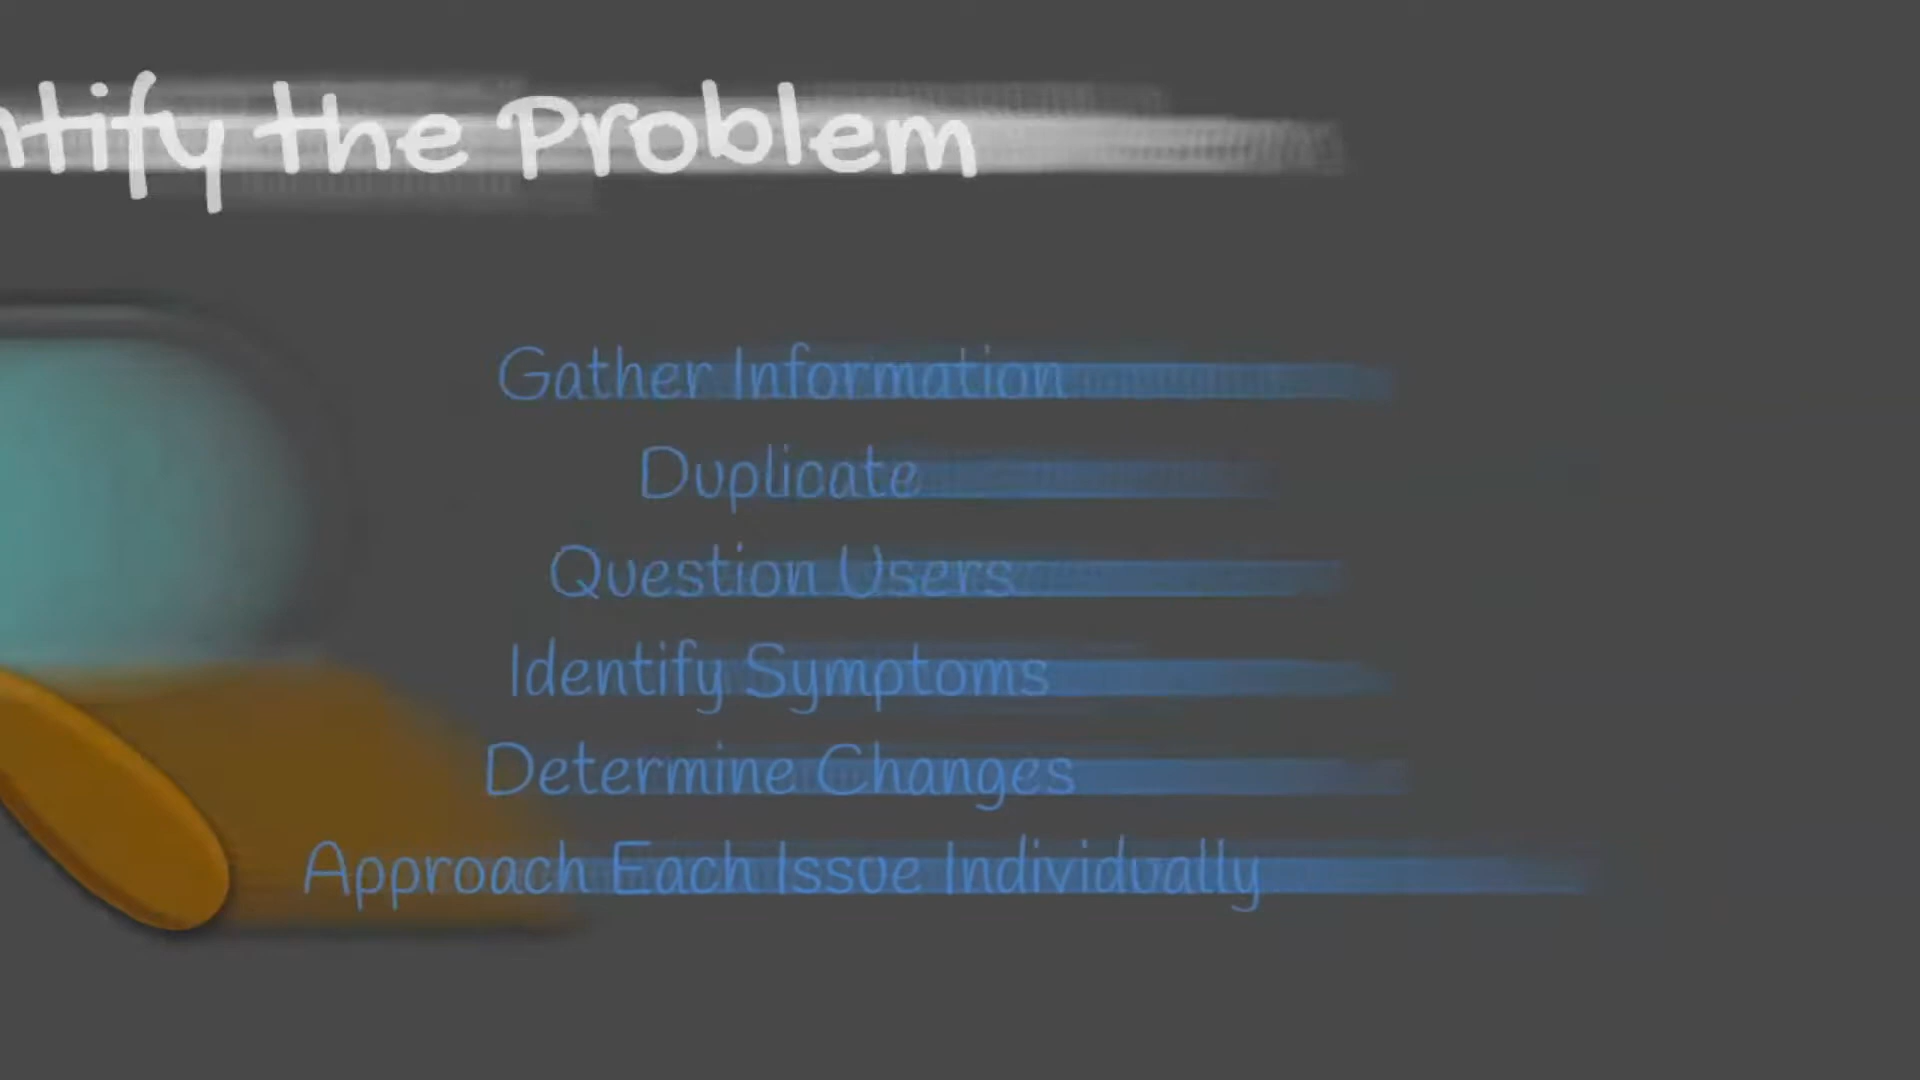 ntify the Problem
Gather Information
Duplicate
Question Users
Identify Symptoms
Determine Changes
Approach Each Issue Individually